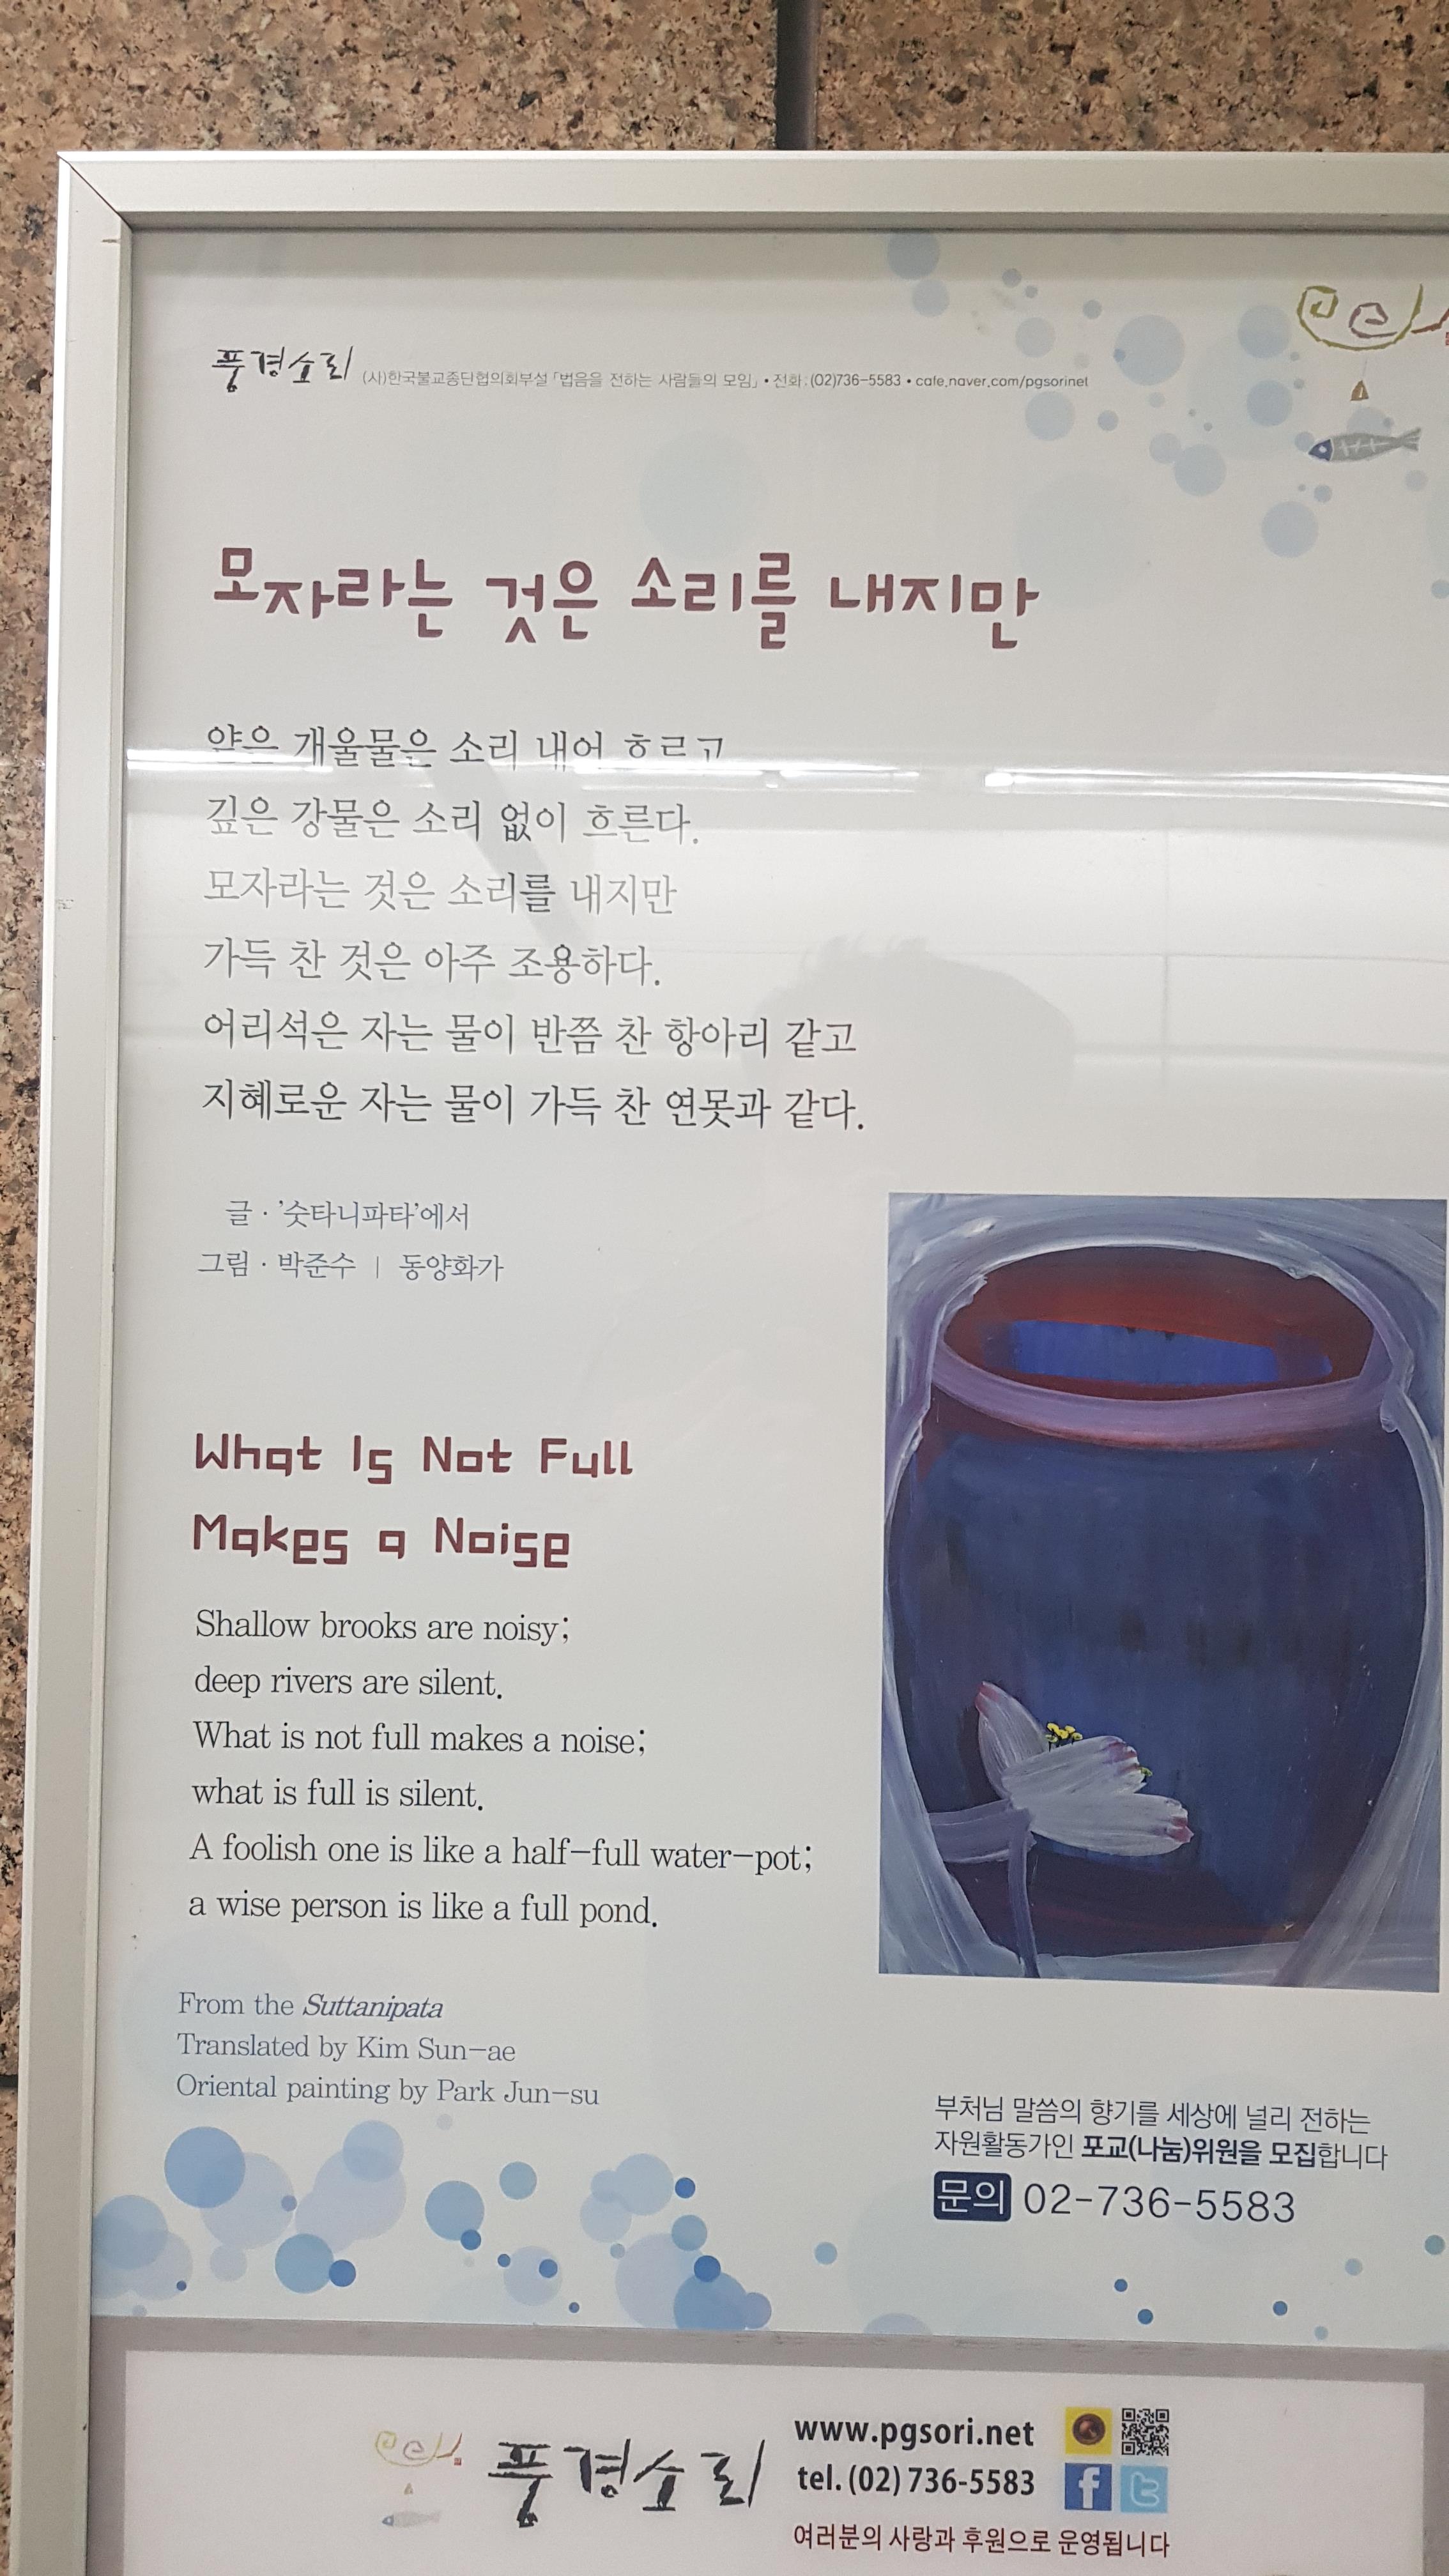 풍경소리 (사)한국불교종단협의회부설 「법음을 전하는 사람들의 모임」 • 전화 : (02)736-5583 • cafe.naver.com/pgsorinet
모자라는 것은 소리를 내지만
얕은 개울물은 소리 내어 흐르고
깊은 강물은 소리 없이 흐른다.
모자라는 것은 소리를 내지만
가득 찬 것은 아주 조용하다.
어리석은 자는 물이 반쯤 찬 항아리 같고
지혜로운 자는 물이 가득 찬 연못과 같다.
글 · '숫타니파타'에서
그림 · 박준수 | 동양화가
What Is Not Full
Makes a Noise
Shallow brooks are noisy;
deep rivers are silent.
What is not full makes a noise;
what is full is silent.
A foolish one is like a half-full water-pot;
a wise person is like a full pond.
From the Suttanipata
Translated by Kim Sun-ae
Oriental painting by Park Jun-su
부처님 말씀의 향기를 세상에 널리 전하는
자원활동가인 포교(나눔)위원을 모집합니다
문의 02-736-5583
풍경소리
www.pgsori.net
tel. (02) 736-5583
여러분의 사랑과 후원으로 운영됩니다